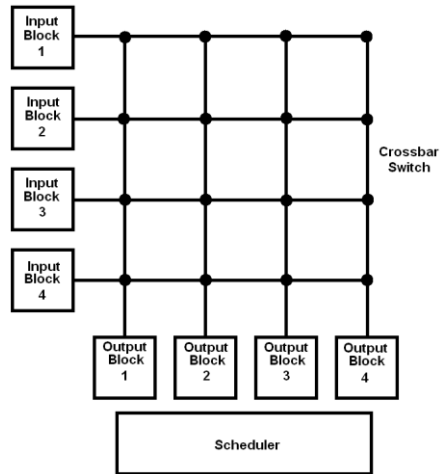 Input
Block
1
Input
Block
2
Crossbar
Switch
Input
Block
3
Input
Block
4
Output
Block
1
Output
Block
2
Output
Block
3
Output
Block
4
Scheduler